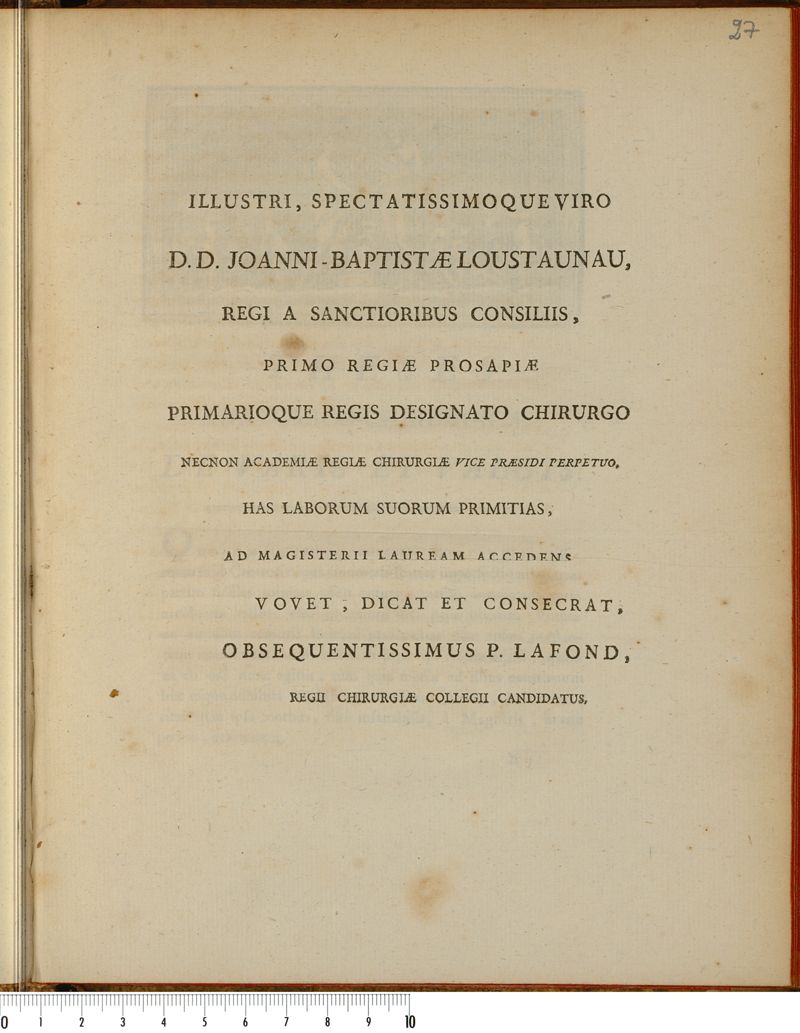 27
ILLUSTRI, SPECTATISSIMOQUE VIRO
D. D. JOANNI-BAPTISTÆ LOUSTAUNAU,
REGI A SANCTIORIBUS CONSILIIS,
PRIMO REGIÆ PROSAPIÆ
PRIMARIOQUE REGIS DESIGNATO CHIRURGO
NECNON ACADEMIÆ REGIÆ CHIRURGIÆ VICE PRÆSIDI PERPETUO,
HAS LABORUM SUORUM PRIMITIAS,
AD MAGISTERII LAUREAM ACCEDENS
VOVET, DICAT ET CONSECRAT,
OBSEQUENTISSIMUS P. LAFOND,
REGII CHIRURGIÆ COLLEGII CANDIDATUS,
0 1 2 3 4 5 6 7 8 9 10